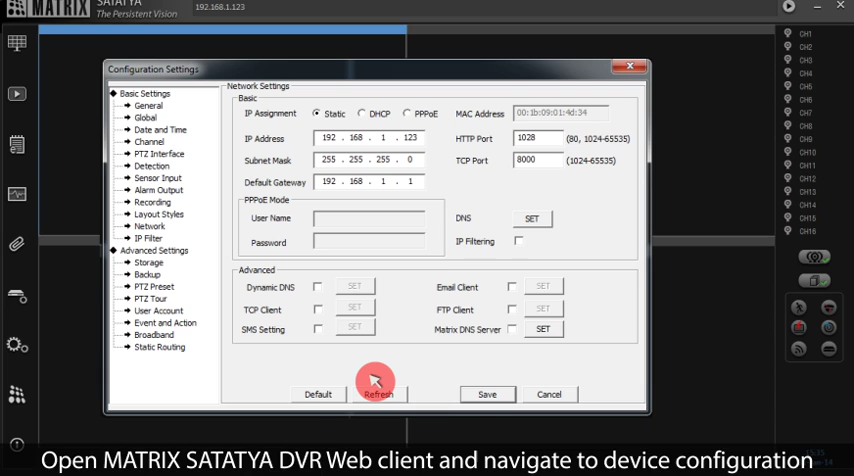 MATRIX SATATYA
The Persistent Vision
192.168.1.123
Configuration Settings
Basic Settings
General
Global
Date and Time
Channel
PTZ Interface
Detection
Sensor Input
Alarm Output
Recording
Layout Styles
Network
IP Filter
Advanced Settings
Storage
Backup
PTZ Preset
PTZ Tour
User Account
Event and Action
Broadband
Static Routing
Network Settings
Basic
IP Assignment Static DHCP PPPoE MAC Address 00:1b:09:01:4d:34
IP Address 192 . 168 . 1 . 123 HTTP Port 1028 (80, 1024-65535)
Subnet Mask 255 . 255 . 255 . 0 TCP Port 8000 (1024-65535)
Default Gateway 192 . 168 . 1 . 1
PPPoE Mode
User Name DNS SET
Password IP Filtering
Advanced
Dynamic DNS SET Email Client SET
TCP Client SET FTP Client SET
SMS Setting SET Matrix DNS Server SET
Default Refresh Save Cancel
CH1
CH2
CH3
CH4
CH5
CH6
CH7
CH8
CH9
CH10
CH11
CH12
CH13
CH14
CH15
CH16
Open MATRIX SATATYA DVR Web client and navigate to device configuration